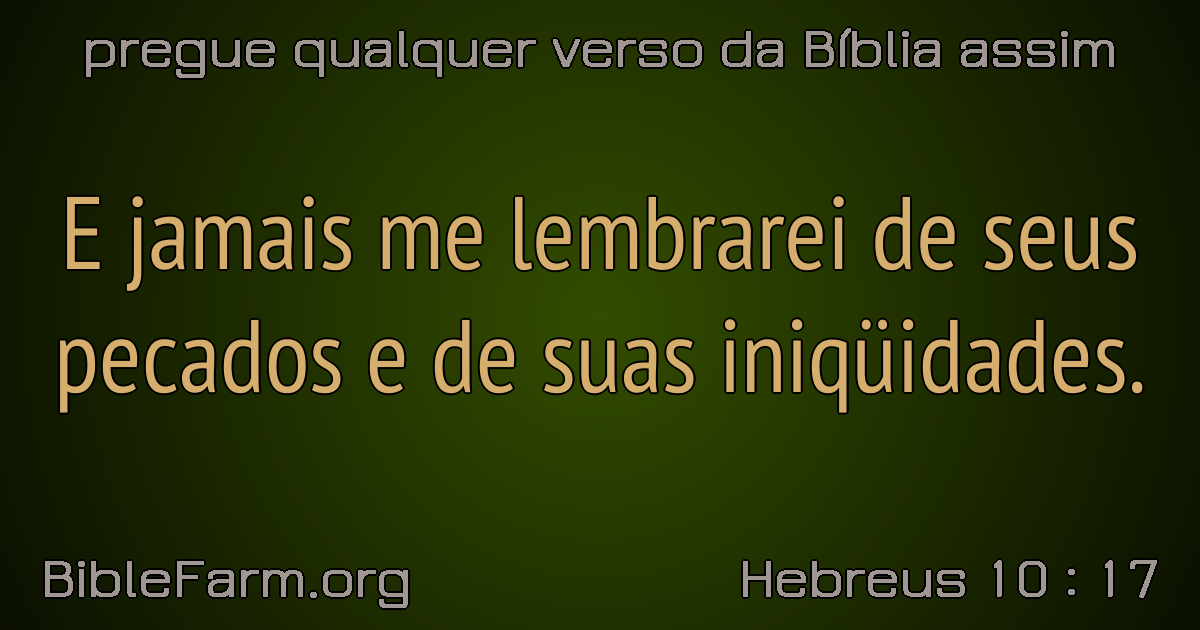 pregue qualquer verso da Bíblia assim
E jamais me lembrarei de seus
pecados e de suas iniqüidades.
BibleFarm.org
Hebreus 10 : 17